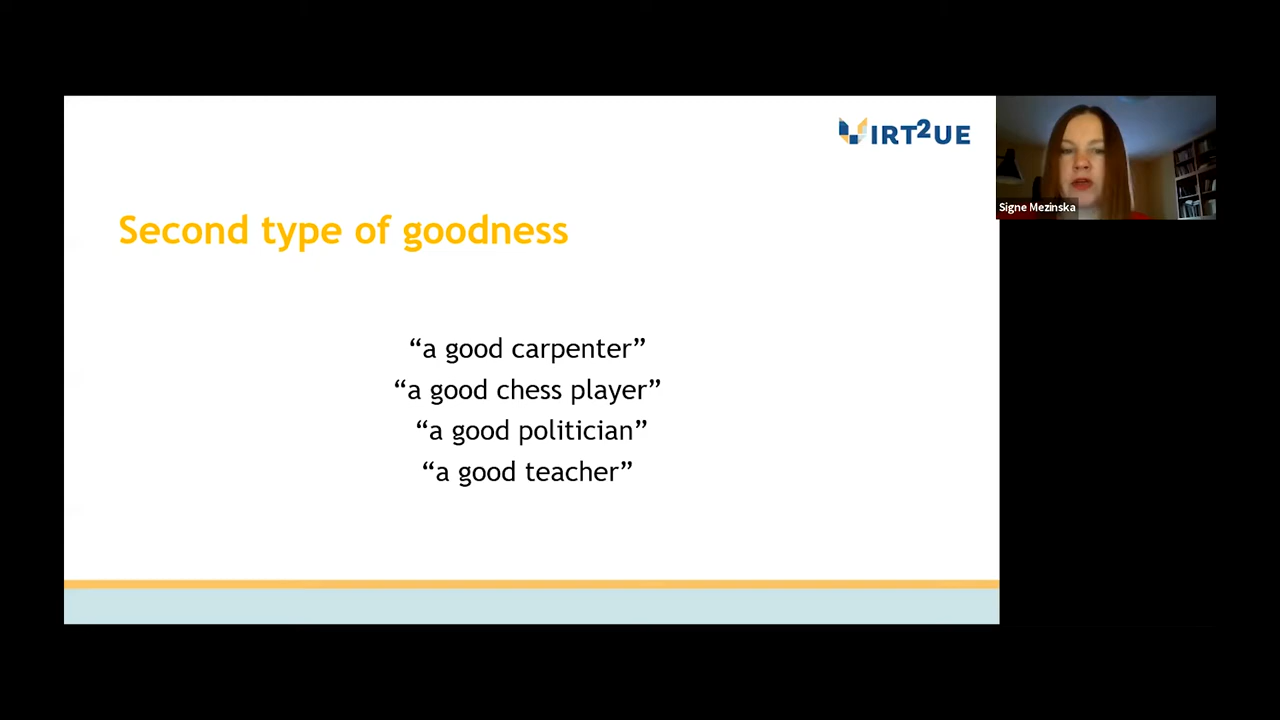 VIRT2UE
Signe Mezinska
Second type of goodness
“a good carpenter”
“a good chess player”
“a good politician”
“a good teacher”